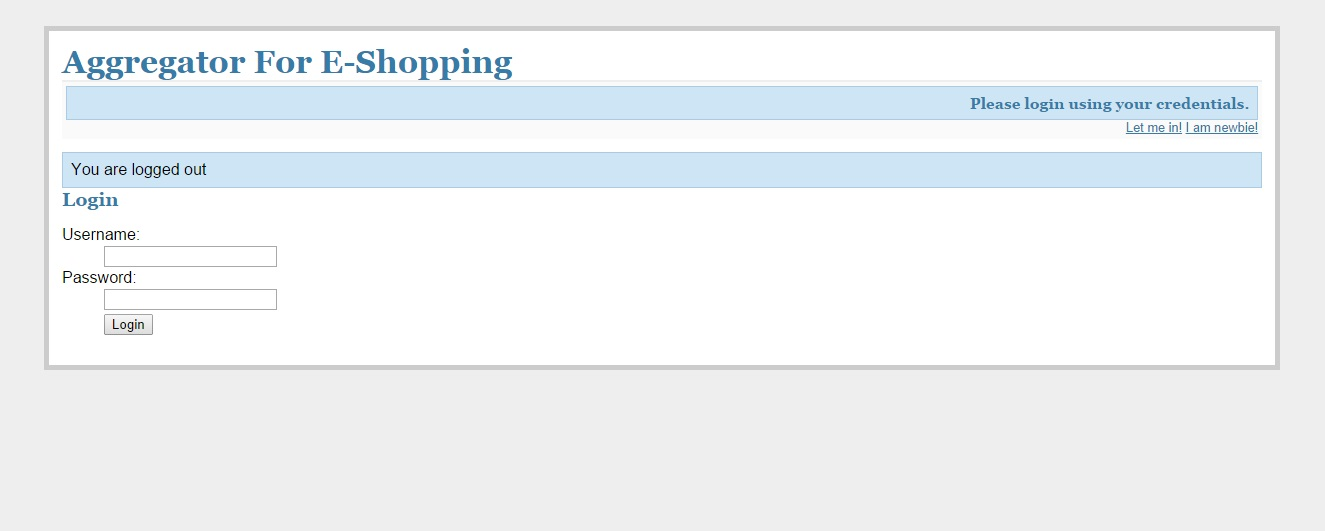 Aggregator For E-Shopping
Please login using your credentials.
Let me in! I am newbie!
You are logged out
Login
Username:
Password:
Login